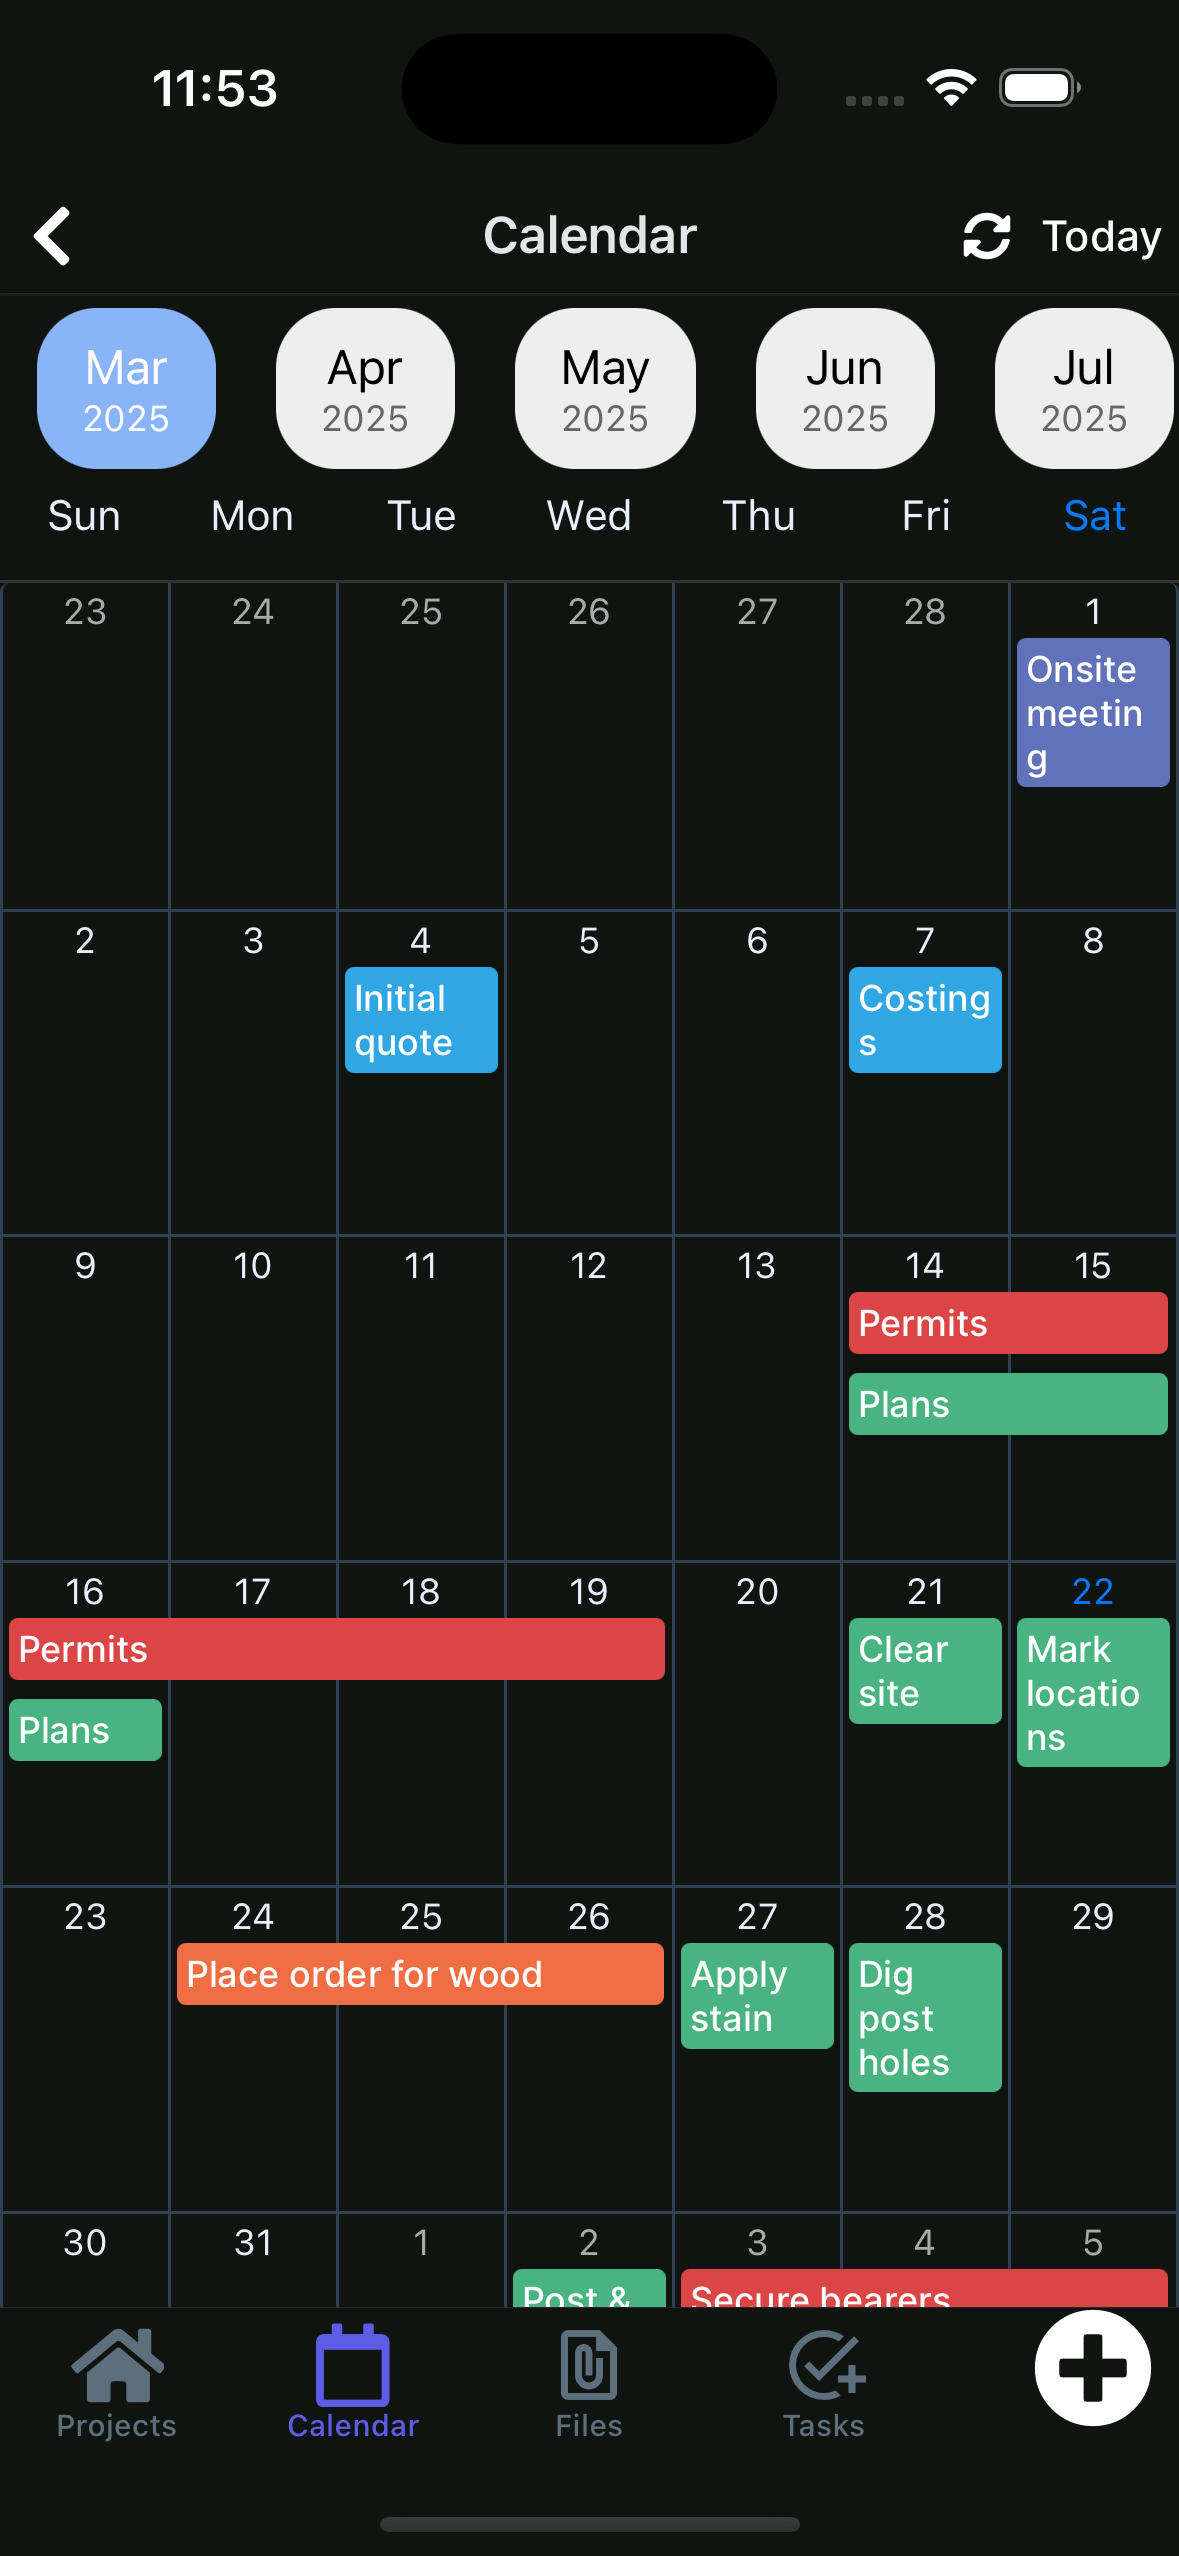 11:53
Calendar
Today
Mar Apr May Jun Jul
2025 2025 2025 2025 2025
Sun Mon Tue Wed Thu Fri Sat
23 24 25 26 27 28 1
Onsite
meetin
g
2 3 4 5 6 7 8
Initial
quote
Costing
s
9 10 11 12 13 14 15
Permits
Plans
16 17 18 19 20 21 22
Permits
Plans
Clear
site
Mark
locatio
ns
23 24 25 26 27 28 29
Place order for wood
Apply
stain
Dig
post
holes
30 31 1 2 3 4 5
Post &
Secure bearers
Projects Calendar Files Tasks